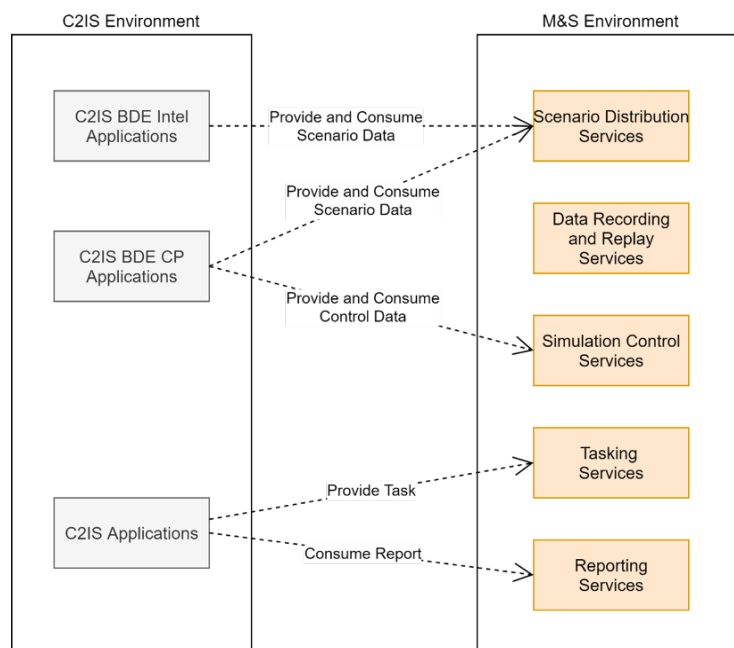 C2IS Environment
M&S Environment
C2IS BDE Intel
Applications
Provide and Consume
Scenario Data
Scenario Distribution
Services
Provide and Consume
Scenario Data
Data Recording
and Replay
Services
C2IS BDE CP
Applications
Provide and Consume
Control Data
Simulation Control
Services
Tasking
Services
Provide Task
C2IS Applications
Consume Report
Reporting
Services